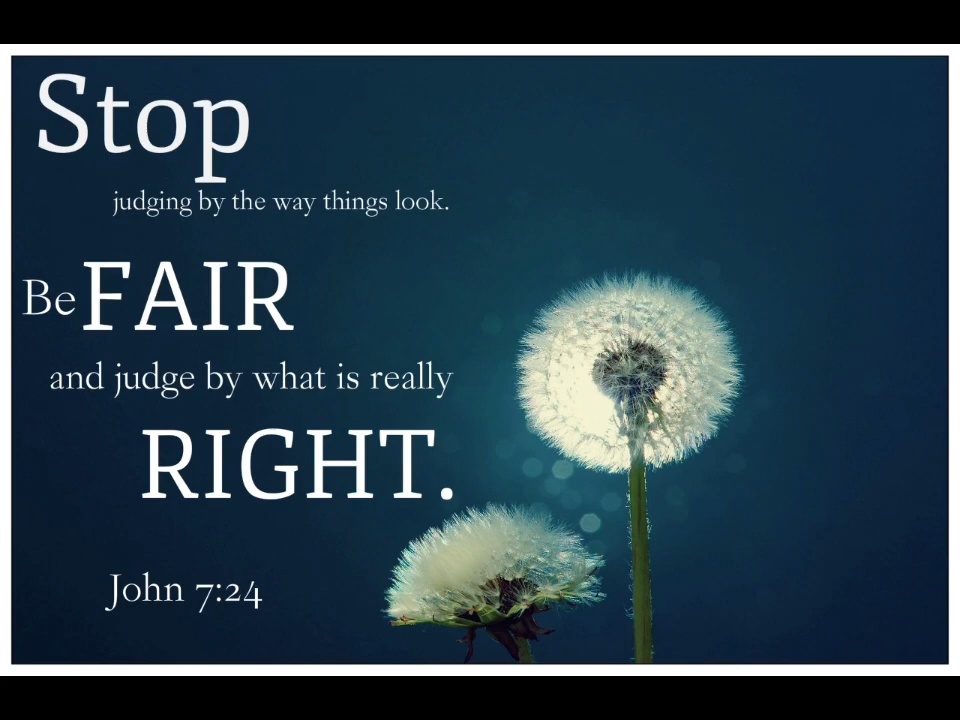 Stop
judging by the way things look.
Be FAIR
and judge by what is really
RIGHT.
John 7:24